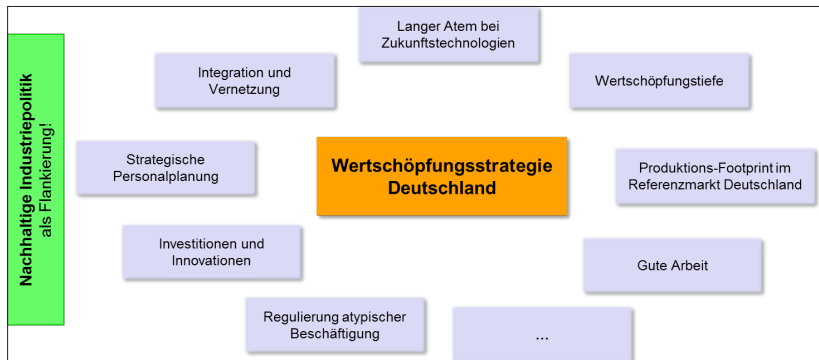 Nachhaltige Industriepolitik
als Flankierung!
Langer Atem bei
Zukunftstechnologien
Integration und
Vernetzung
Wertschöpfungstiefe
Strategische
Personalplanung
Wertschöpfungsstrategie
Deutschland
Produktions-Footprint im
Referenzmarkt Deutschland
Investitionen und
Innovationen
Gute Arbeit
Regulierung atypischer
Beschäftigung
...